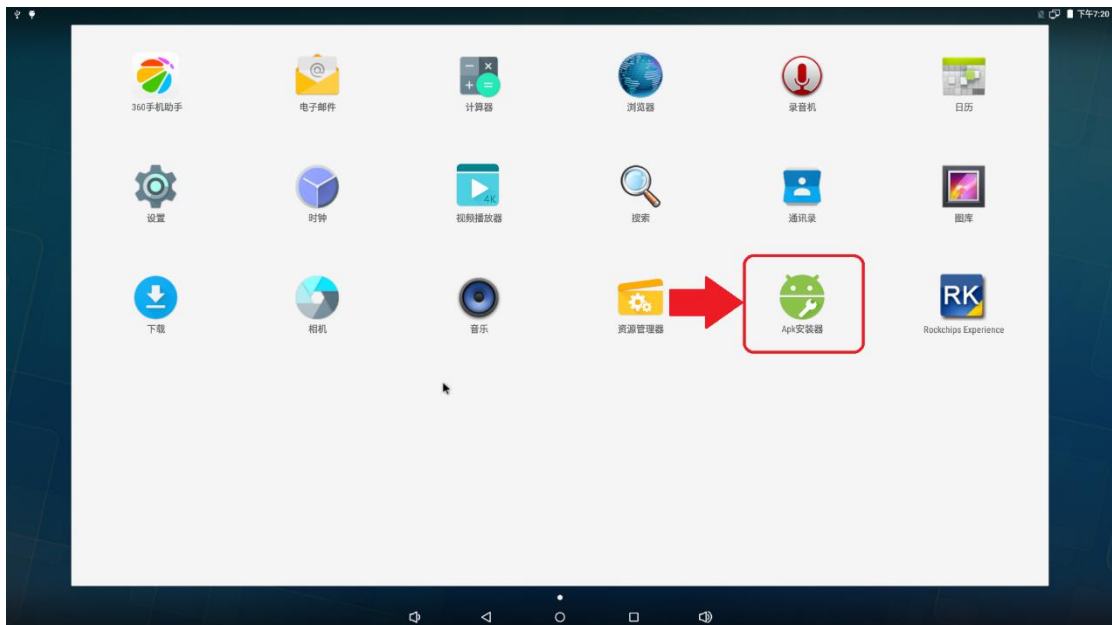 下午7:20
360手机助手
电子邮件
计算器
浏览器
录音机
日历
设置
时钟
4K
视频播放器
搜索
通讯录
图库
下载
相机
音乐
资源管理器
Apk安装器
RK
Rockchips Experience